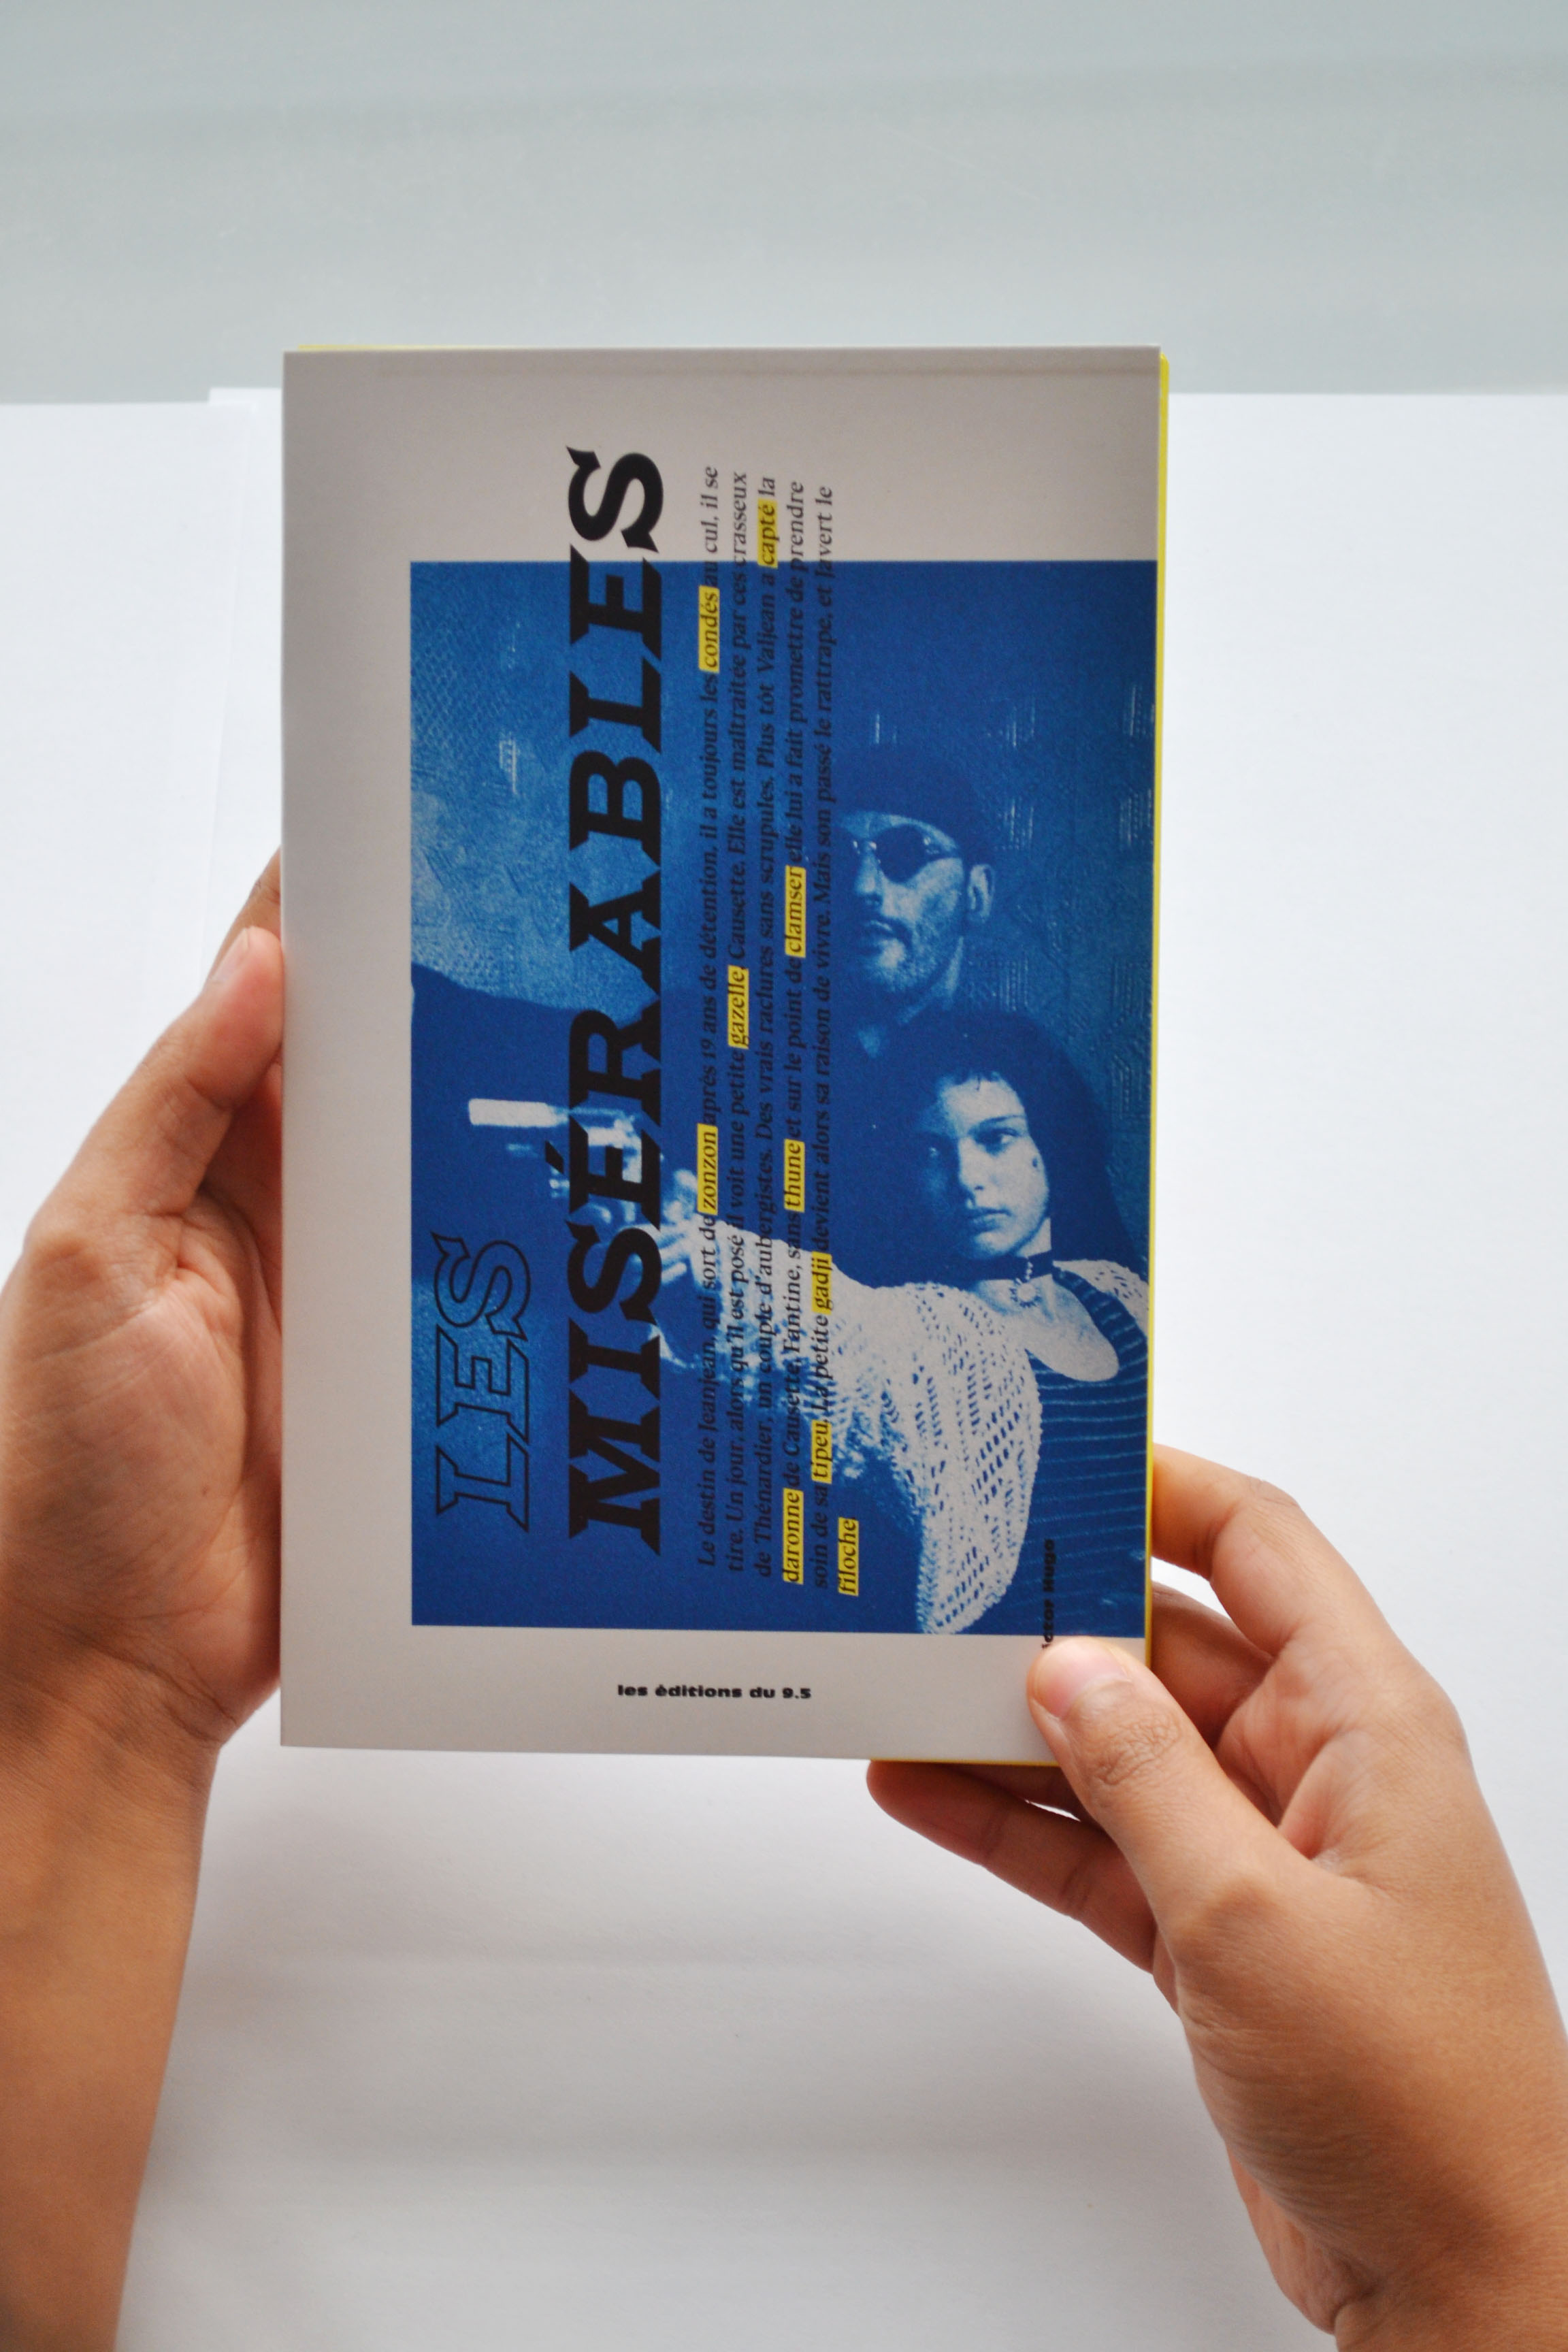 LES
MISÉRABLES
Le destin de Jeanjean, qui sort de zonzon après 19 ans de détention, il a toujours les condés au cul, il se
tire. Un jour, alors qu'il est posé il voit une petite gazelle, Causette. Elle est maltraitée par ces crasseux
de Thénardier, un couple d'aubergistes. Des vrais raclures sans scrupules. Plus tôt Valjean a capté la
daronne de Causette, Fantine, sans thune et sur le point de clamser elle lui a fait promettre de prendre
soin de sa tipeu. La petite gadji devient alors sa raison de vivre. Mais son passé le rattrape, et Javert le
filoche
ictor Hugo
les éditions du 9.5